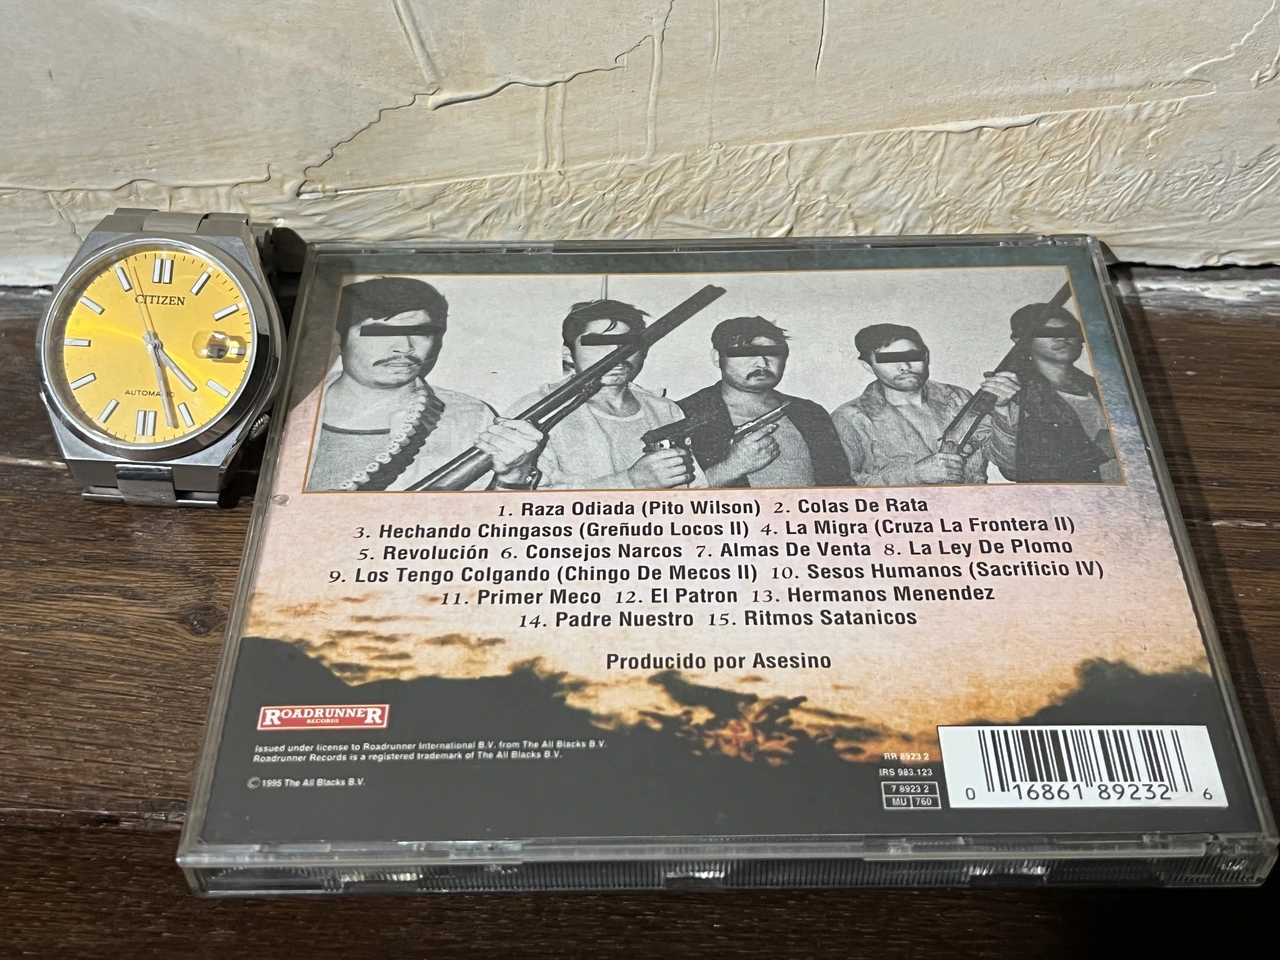 CITIZEN
AUTOMATIC
1. Raza Odiada (Pito Wilson) 2. Colas De Rata
3. Hechando Chingasos (Greñudo Locos II) 4. La Migra (Cruza La Frontera II)
5. Revolución 6. Consejos Narcos 7. Almas De Venta 8. La Ley De Plomo
9. Los Tengo Colgando (Chingo De Mecos II) 10. Sesos Humanos (Sacrificio IV)
11. Primer Meco 12. El Patron 13. Hermanos Menendez
14. Padre Nuestro 15. Ritmos Satanicos
Producido por Asesino
ROADRUNNER
RECORDS
Issued under license to Roadrunner International B.V. from The All Blacks B.V.
Roadrunner Records is a registered trademark of The All Blacks B.V.
© 1995 The All Blacks B.V.
RR 8923 2
IRS 983.123
7 8923 2
MU 760
0 16861 89232 6